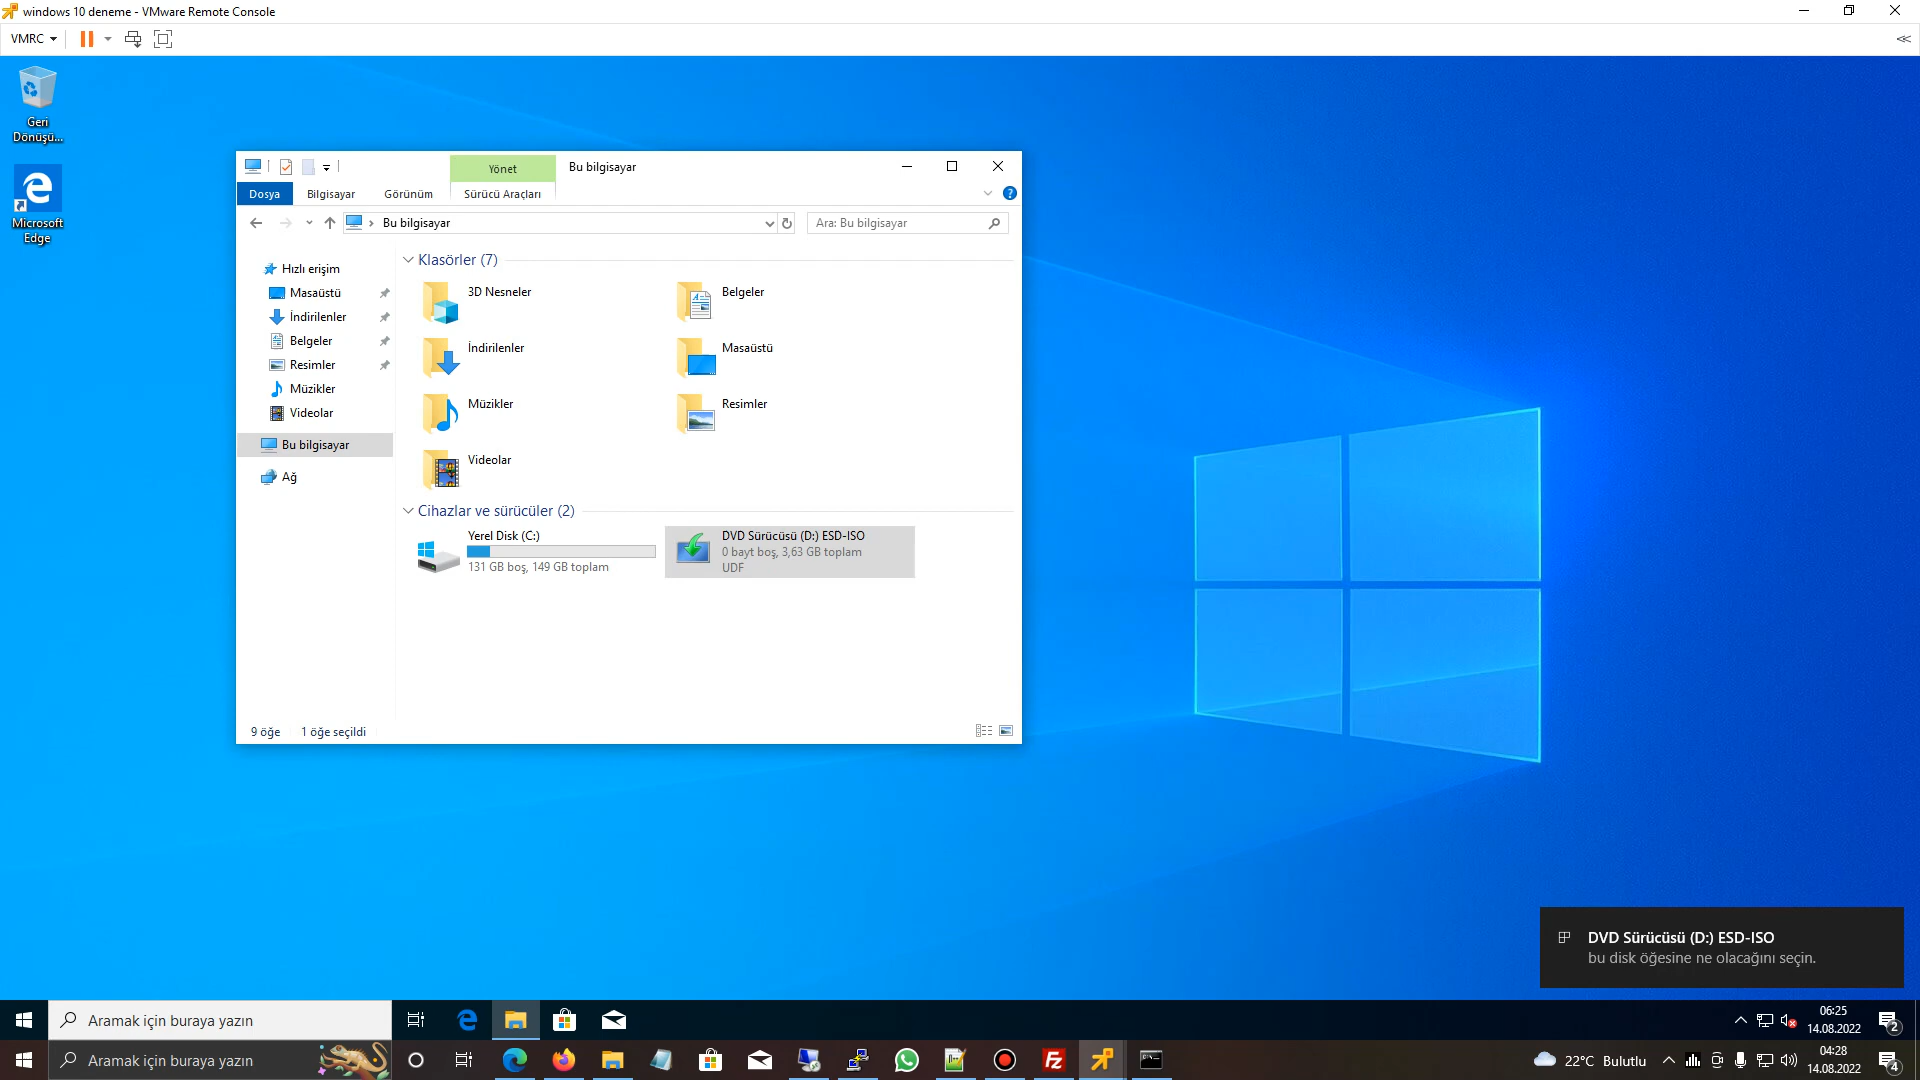 windows 10 deneme - VMware Remote Console
VMRC
Geri
Dönüşü...
Microsoft
Edge
Yönet
Bu bilgisayar
Dosya
Bilgisayar
Görünüm
Sürücü Araçları
Bu bilgisayar
Ara: Bu bilgisayar
Hızlı erişim
Masaüstü
İndirilenler
Belgeler
Resimler
Müzikler
Videolar
Bu bilgisayar
Ağ
Klasörler (7)
3D Nesneler
Belgeler
İndirilenler
Masaüstü
Müzikler
Resimler
Videolar
Cihazlar ve sürücüler (2)
Yerel Disk (C:)
131 GB boş, 149 GB toplam
DVD Sürücüsü (D:) ESD-ISO
0 bayt boş, 3,63 GB toplam
UDF
9 öğe
1 öğe seçildi
DVD Sürücüsü (D:) ESD-ISO
bu disk öğesine ne olacağını seçin.
Aramak için buraya yazın
06:25
14.08.2022
2
Aramak için buraya yazın
22°C Bulutlu
04:28
14.08.2022
4